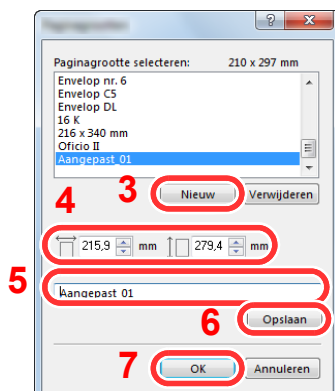 Paginagrootten
Paginagrootte selecteren: 210 x 297 mm
Envelop nr. 6
Envelop C5
Envelop DL
16 K
216 x 340 mm
Oficio II
Aangepast_01
3 Nieuw Verwijderen
4
215,9 mm 279,4 mm
5 Aangepast_01
6 Opslaan
7 OK Annuleren